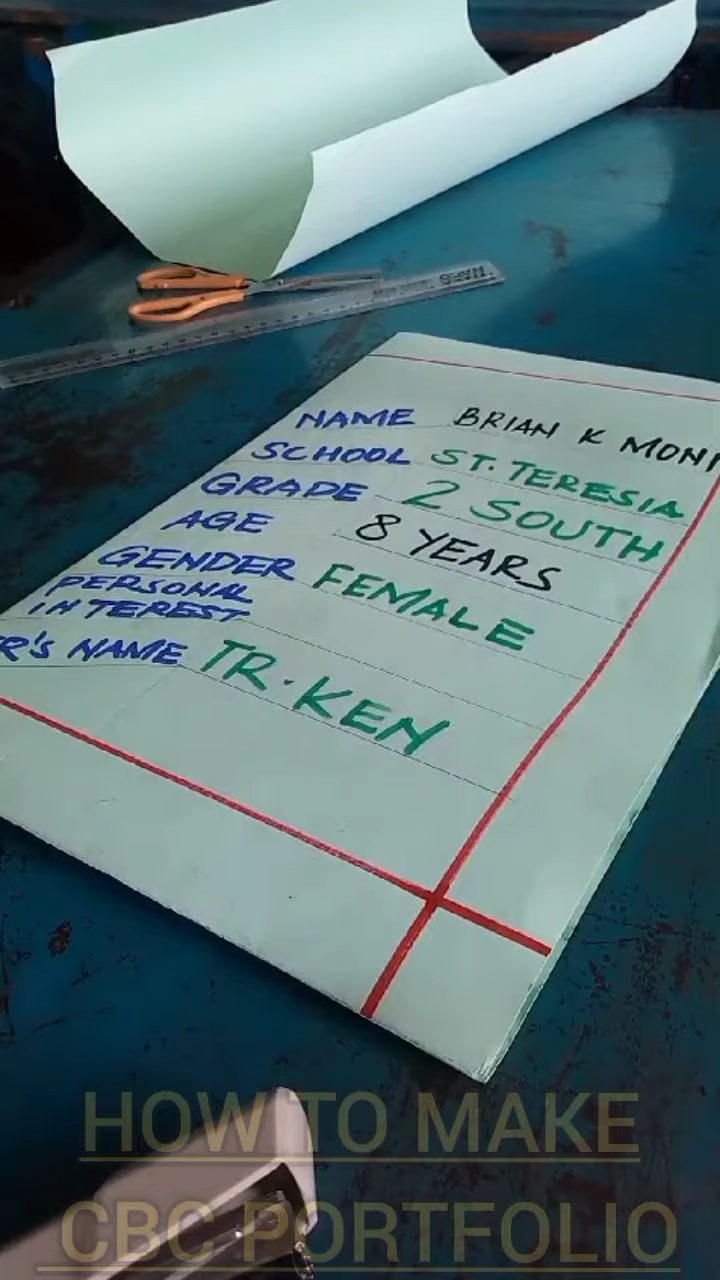 NAME BRIAN K MONI
SCHOOL ST. TERESIA
GRADE 2 SOUTH
AGE 8 YEARS
GENDER FEMALE
PERSONAL
INTEREST
R'S NAME TR. KEN
HOW TO MAKE
CBC PORTFOLIO